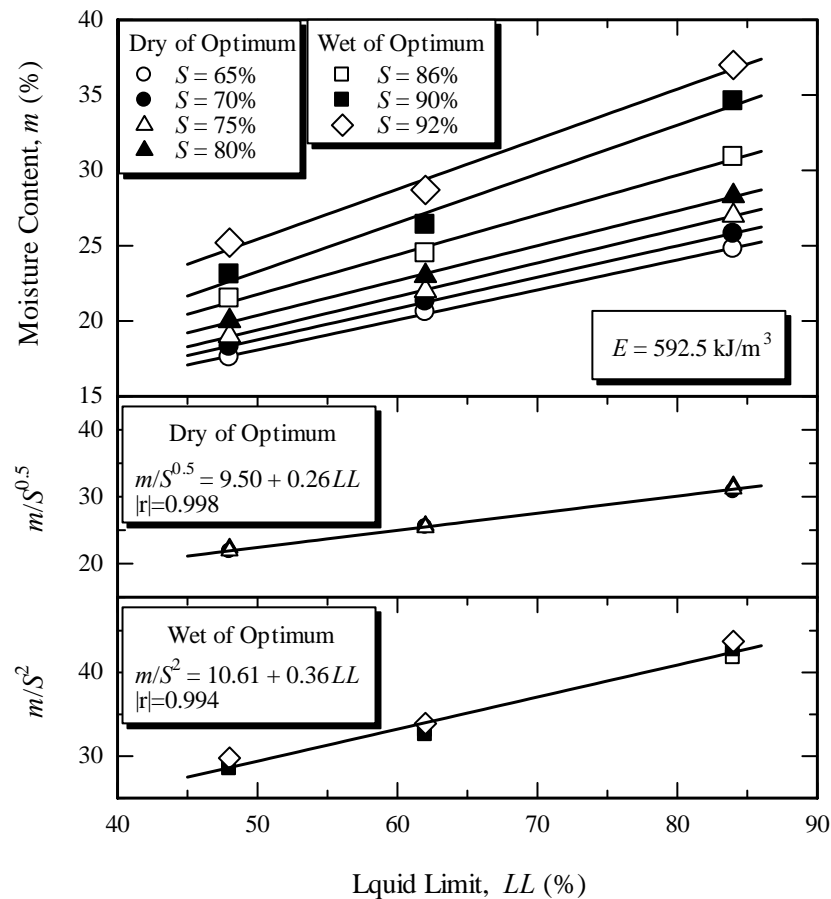 40
35
30
25
20
15
Moisture Content, m (%)
Dry of Optimum
S = 65%
S = 70%
S = 75%
S = 80%
Wet of Optimum
S = 86%
S = 90%
S = 92%
E = 592.5 kJ/m³
40
30
20
m/S^0.5
Dry of Optimum
m/S^0.5 = 9.50 + 0.26LL
|r|=0.998
40
30
m/S²
Wet of Optimum
m/S² = 10.61 + 0.36LL
|r|=0.994
40 50 60 70 80 90
Lquid Limit, LL (%)